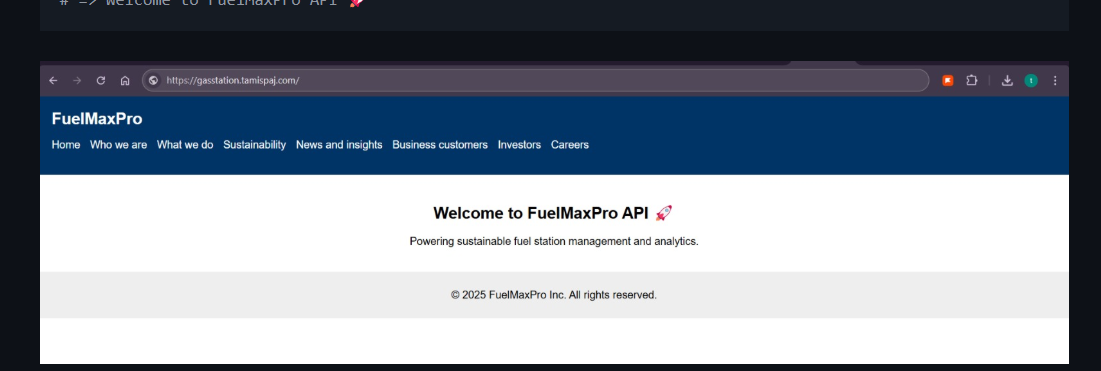 # => Welcome to FuelMaxPro API 🚀
https://gasstation.tamispaj.com/
FuelMaxPro
Home Who we are What we do Sustainability News and insights Business customers Investors Careers
Welcome to FuelMaxPro API 🚀
Powering sustainable fuel station management and analytics.
© 2025 FuelMaxPro Inc. All rights reserved.